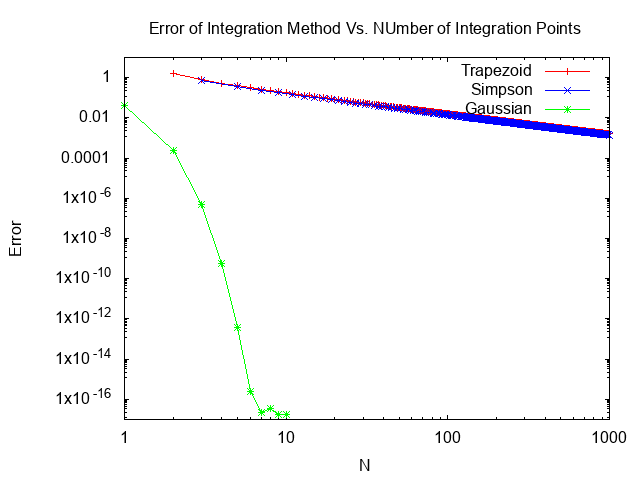 Error of Integration Method Vs. NUmber of Integration Points
Trapezoid
Simpson
Gaussian
1
0.01
0.0001
1x10^-6
1x10^-8
1x10^-10
1x10^-12
1x10^-14
1x10^-16
Error
1 10 100 1000
N